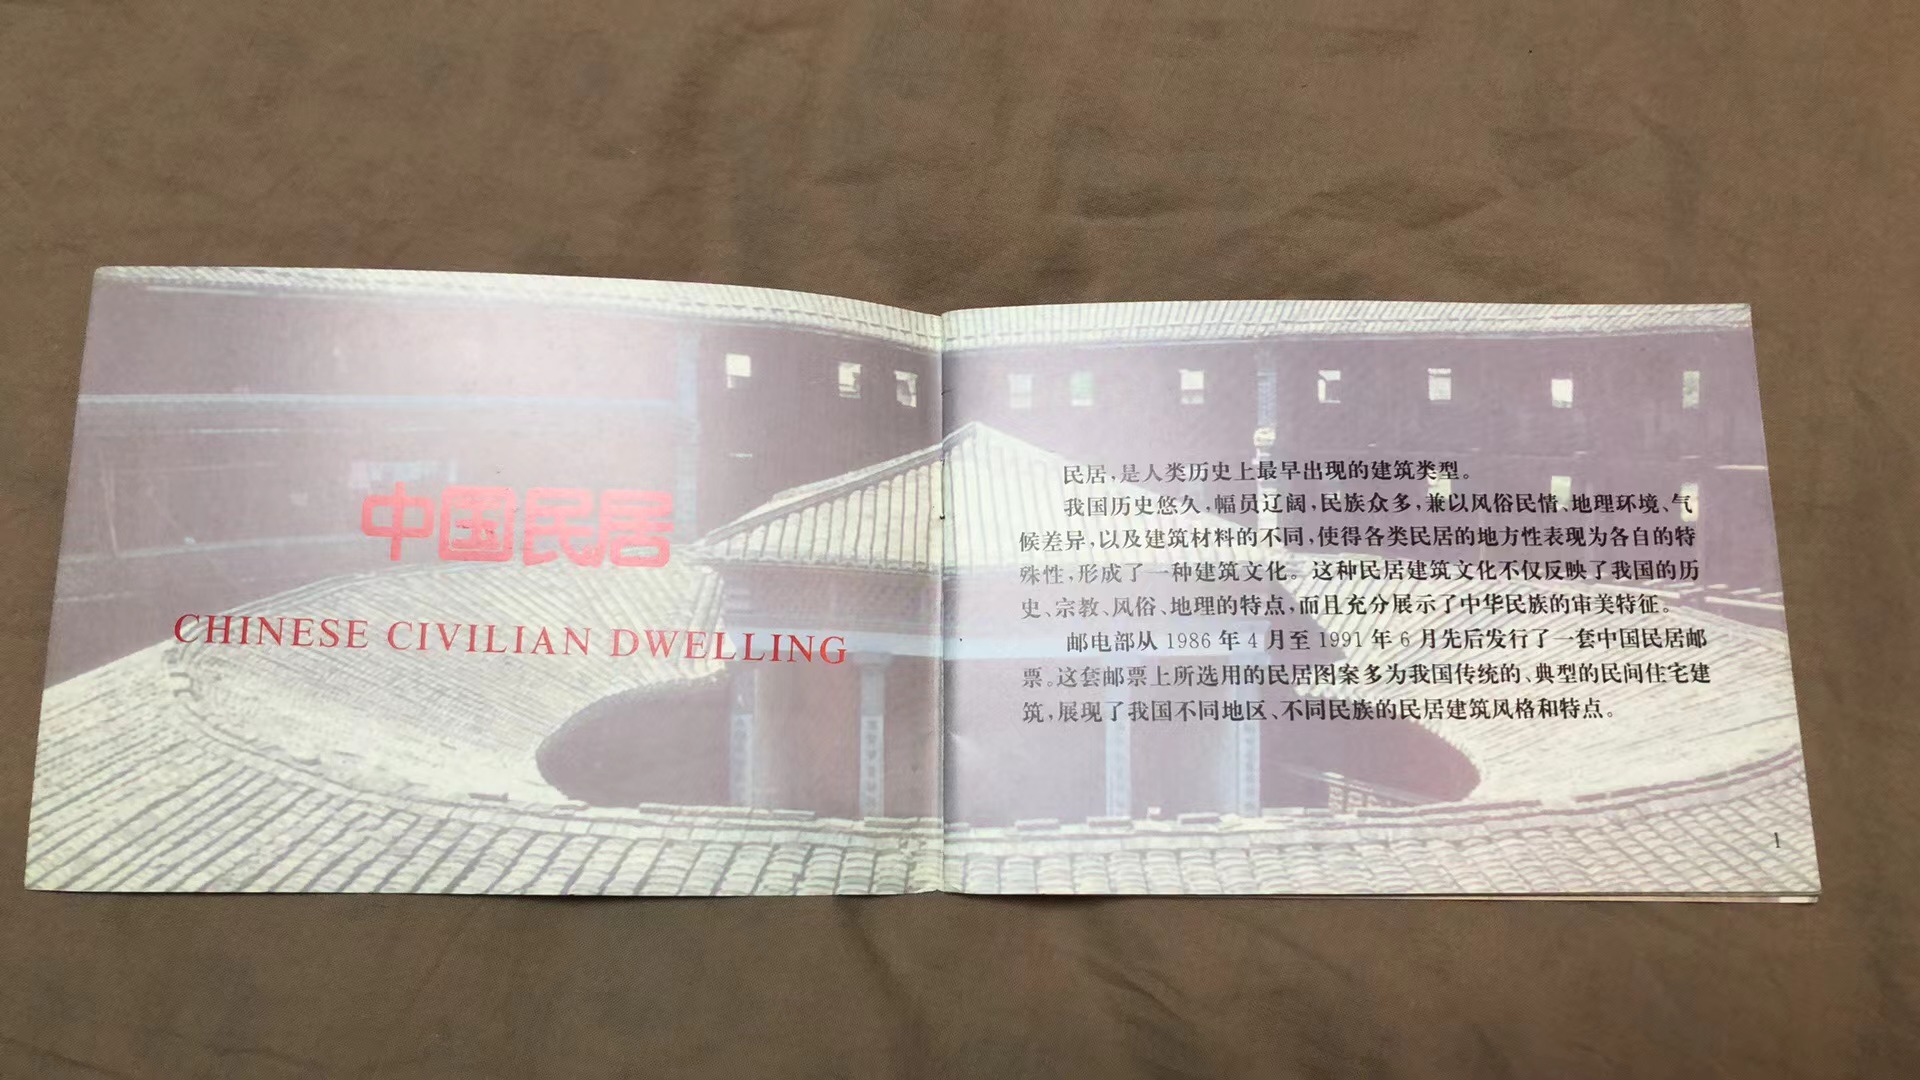 中国民居
CHINESE CIVILIAN DWELLING
民居，是人类历史上最早出现的建筑类型。
我国历史悠久，幅员辽阔，民族众多，兼以风俗民情、地理环境、气
候差异，以及建筑材料的不同，使得各类民居的地方性表现为各自的特
殊性，形成了一种建筑文化。这种民居建筑文化不仅反映了我国的历
史、宗教、风俗、地理的特点，而且充分展示了中华民族的审美特征。
邮电部从 1986 年 4 月至 1991 年 6 月先后发行了一套中国民居邮
票。这套邮票上所选用的民居图案多为我国传统的、典型的民间住宅建
筑，展现了我国不同地区、不同民族的民居建筑风格和特点。
1